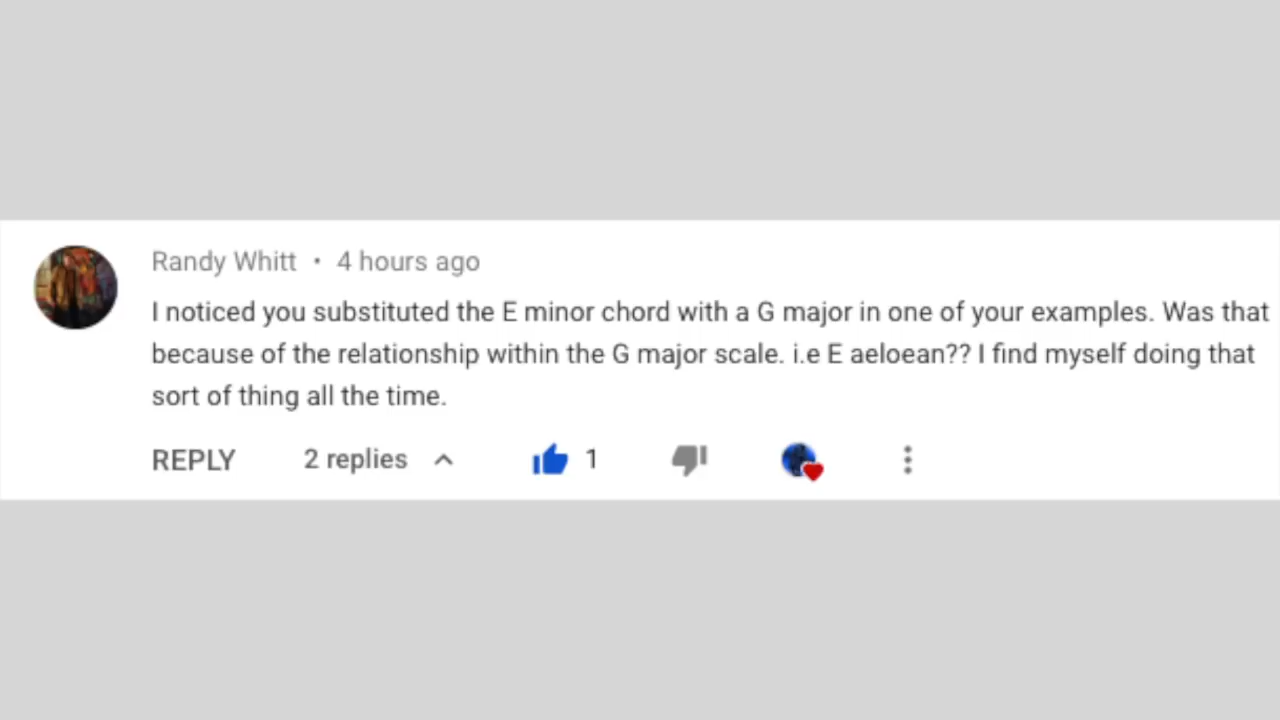 Randy Whitt • 4 hours ago
I noticed you substituted the E minor chord with a G major in one of your examples. Was that
because of the relationship within the G major scale. i.e E aeloean?? I find myself doing that
sort of thing all the time.
REPLY 2 replies 1